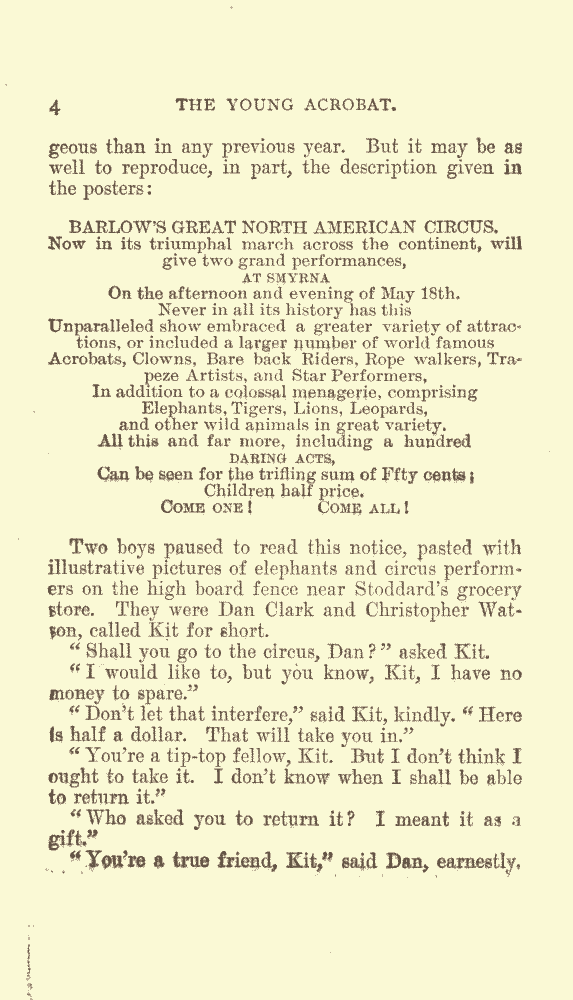 4 THE YOUNG ACROBAT.
geous than in any previous year. But it may be as
well to reproduce, in part, the description given in
the posters:
BARLOW'S GREAT NORTH AMERICAN CIRCUS.
Now in its triumphal march across the continent, will
give two grand performances,
AT SMYRNA
On the afternoon and evening of May 18th.
Never in all its history has this
Unparalleled show embraced a greater variety of attrac-
tions, or included a larger number of world famous
Acrobats, Clowns, Bare back Riders, Rope walkers, Tra-
peze Artists, and Star Performers,
In addition to a colossal menagerie, comprising
Elephants, Tigers, Lions, Leopards,
and other wild animals in great variety.
All this and far more, including a hundred
DARING ACTS,
Can be seen for the trifling sum of Ffty cents;
Children half price.
COME ONE! COME ALL!
Two boys paused to read this notice, pasted with
illustrative pictures of elephants and circus perform-
ers on the high board fence near Stoddard's grocery
store. They were Dan Clark and Christopher Wat-
son, called Kit for short.
"Shall you go to the circus, Dan?" asked Kit.
"I would like to, but you know, Kit, I have no
money to spare."
"Don't let that interfere," said Kit, kindly. "Here
is half a dollar. That will take you in."
"You're a tip-top fellow, Kit. But I don't think I
ought to take it. I don't know when I shall be able
to return it."
"Who asked you to return it? I meant it as a
gift."
"You're a true friend, Kit," said Dan, earnestly.